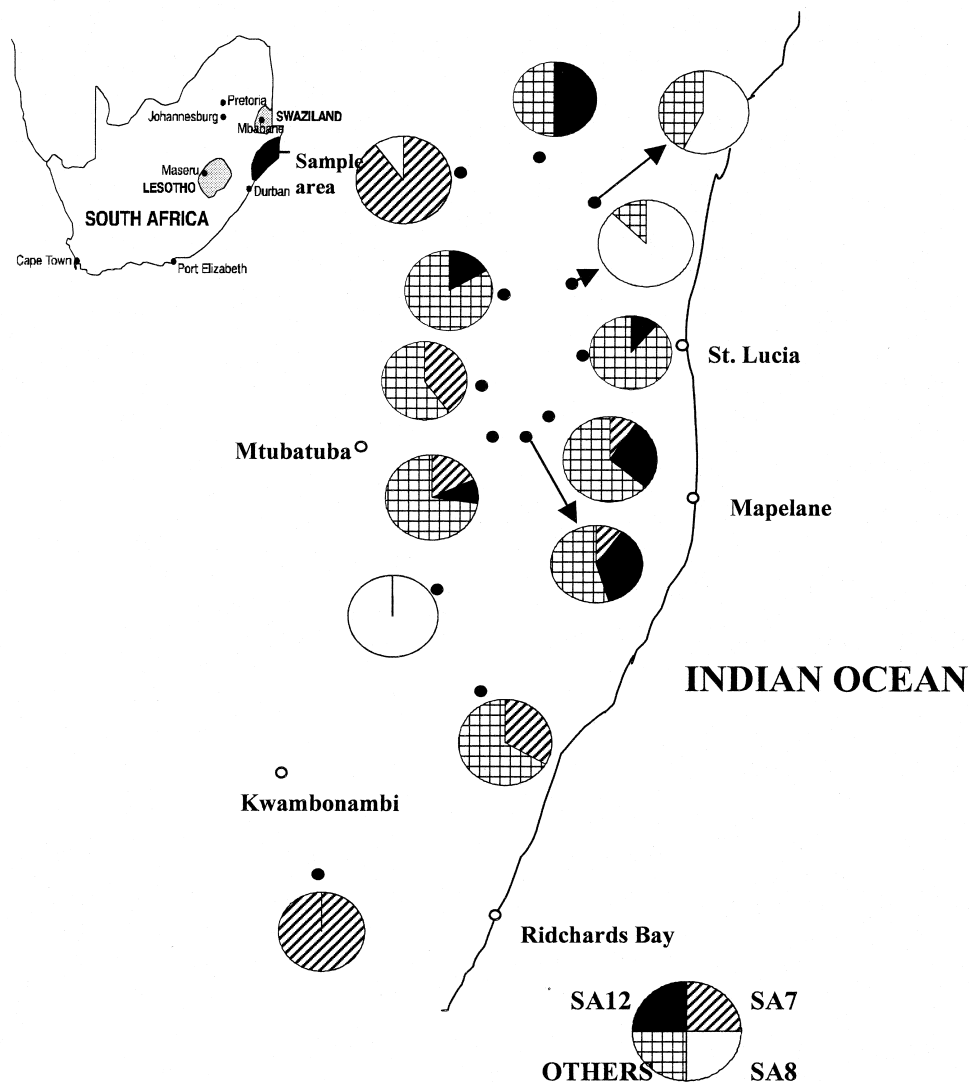 Pretoria
Johannesburg
SWAZILAND
Mbabane
Sample
area
Maseru
LESOTHO
Durban
SOUTH AFRICA
Cape Town
Port Elizabeth
St. Lucia
Mtubatuba
Mapelane
INDIAN OCEAN
Kwambonambi
Ridchards Bay
SA12 SA7
OTHERS SA8